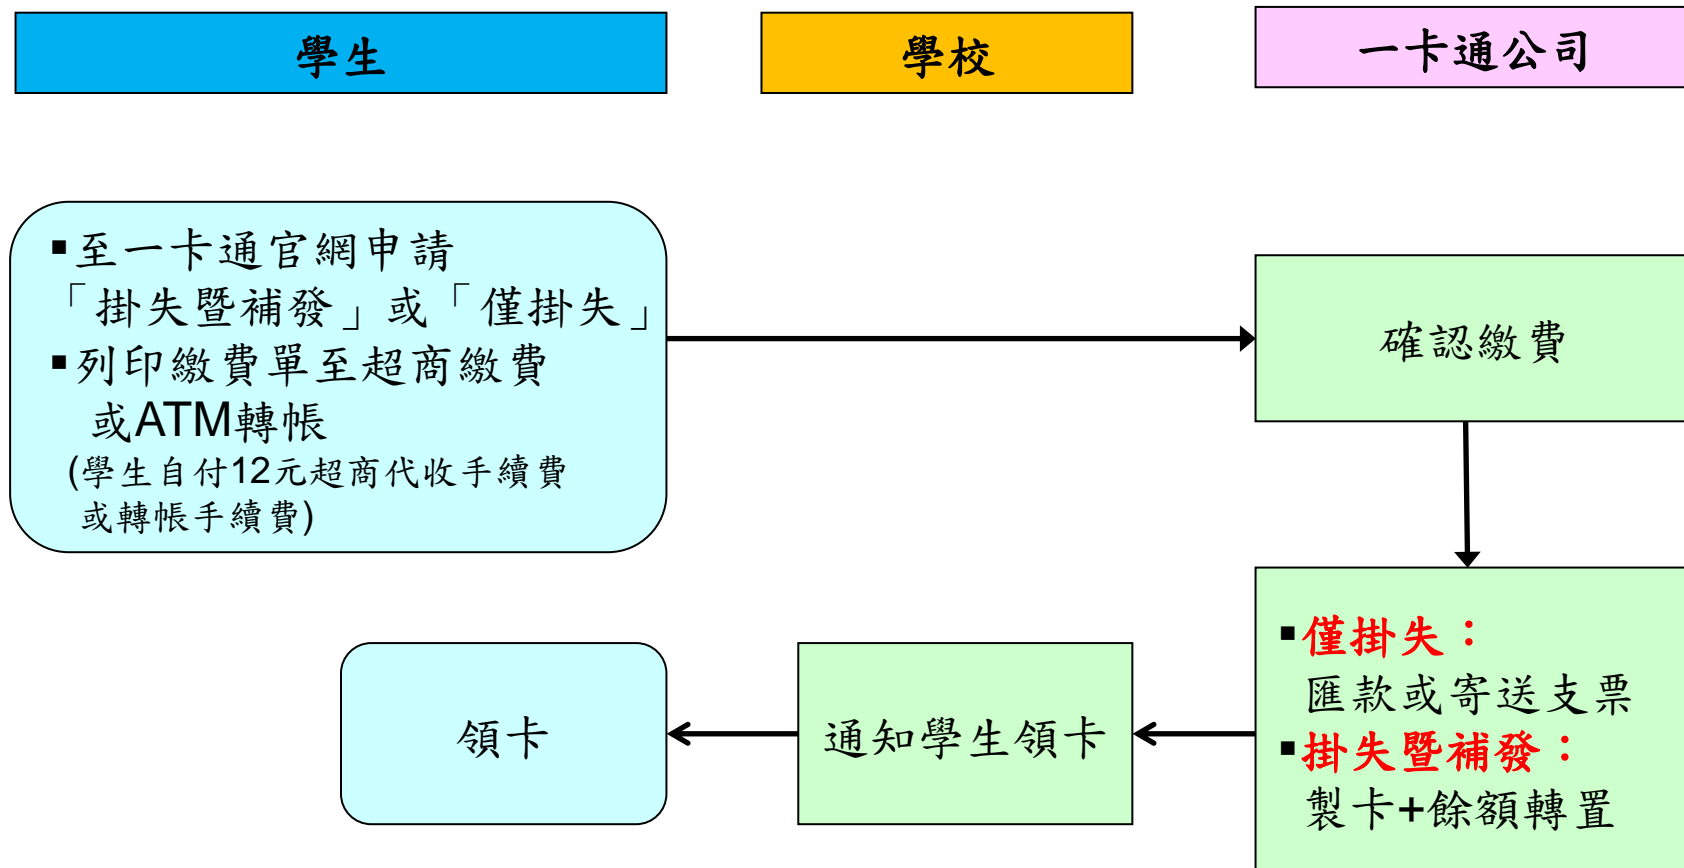 學生
學校
一卡通公司
▪至一卡通官網申請
「掛失暨補發」或「僅掛失」
▪列印繳費單至超商繳費
或ATM轉帳
(學生自付12元超商代收手續費
或轉帳手續費)
確認繳費
▪僅掛失：
匯款或寄送支票
▪掛失暨補發：
製卡+餘額轉置
通知學生領卡
領卡